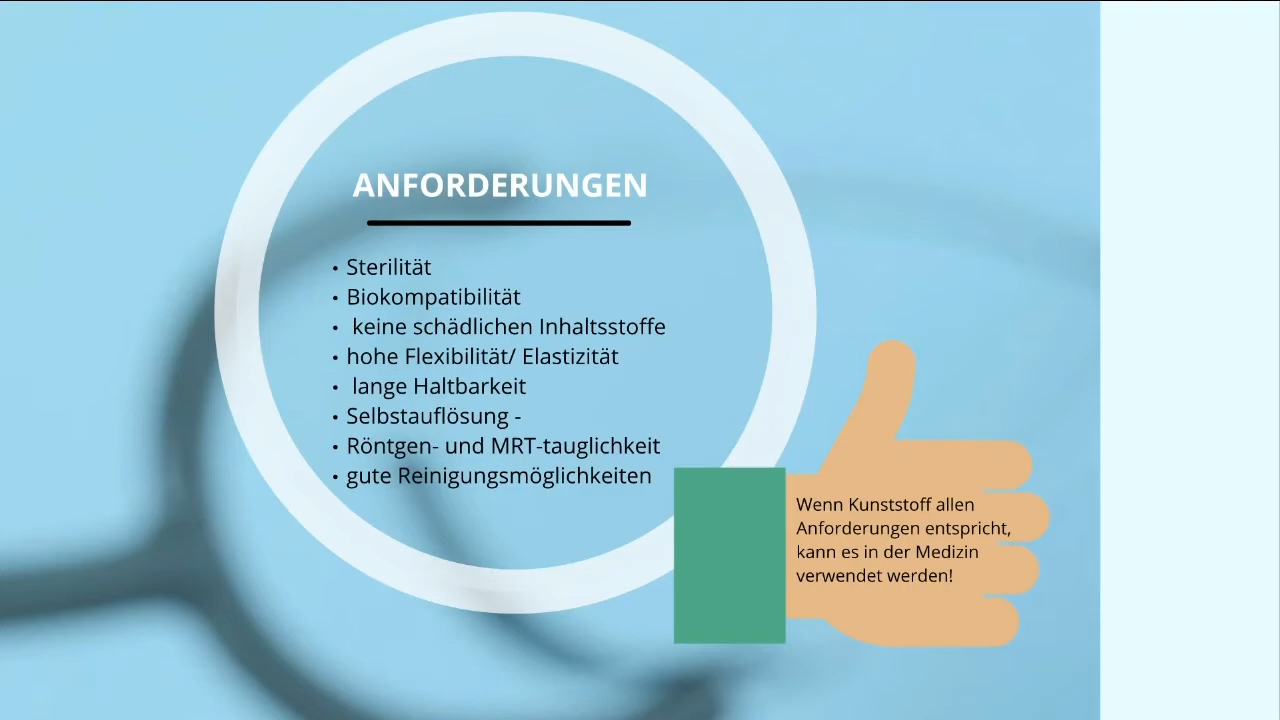 ANFORDERUNGEN
• Sterilität
• Biokompatibilität
• keine schädlichen Inhaltsstoffe
• hohe Flexibilität/ Elastizität
• lange Haltbarkeit
• Selbstauflösung -
• Röntgen- und MRT-tauglichkeit
• gute Reinigungsmöglichkeiten
Wenn Kunststoff allen
Anforderungen entspricht,
kann es in der Medizin
verwendet werden!